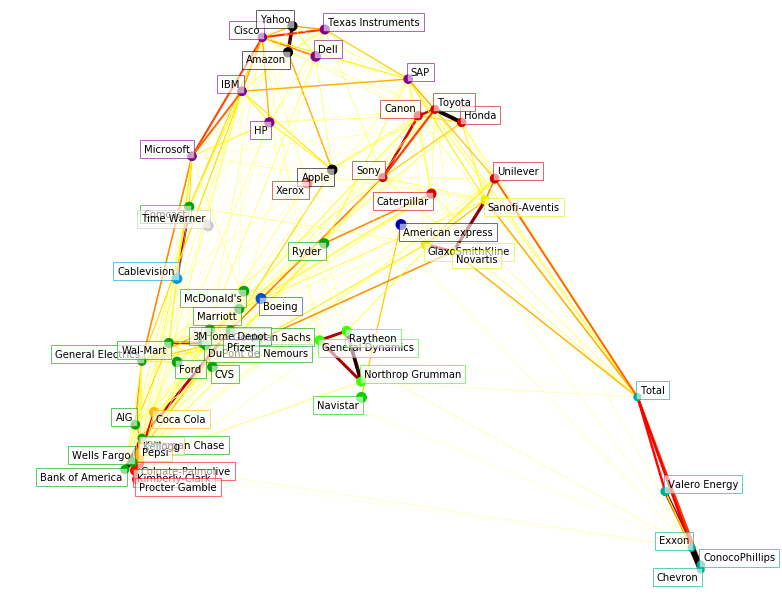 Yahoo
Texas Instruments
Cisco
Dell
Amazon
SAP
IBM
Canon
Toyota
Honda
HP
Microsoft
Sony
Unilever
Apple
Xerox
Caterpillar
Sanofi-Aventis
Comcast
Time Warner
American express
Ryder
GlaxoSmithKline
Novartis
Cablevision
McDonald's
Boeing
Marriott
3M
Home Depot
Goldman Sachs
Raytheon
Wal-Mart
Pfizer
General Dynamics
General Electrics
DuPont de Nemours
Ford
CVS
Northrop Grumman
Total
Navistar
AIG
Coca Cola
JPMorgan Chase
Kellogg
Pepsi
Wells Fargo
Colgate-Palmolive
Bank of America
Kimberly-Clark
Procter Gamble
Valero Energy
Exxon
ConocoPhillips
Chevron